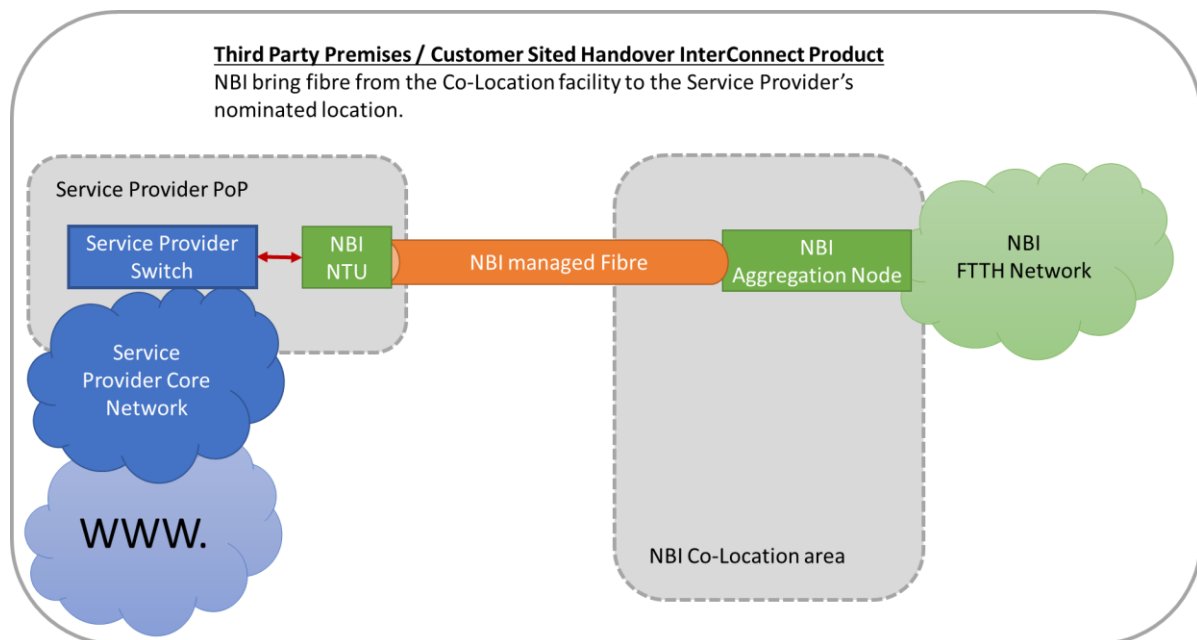 Third Party Premises / Customer Sited Handover InterConnect Product
NBI bring fibre from the Co-Location facility to the Service Provider's
nominated location.
Service Provider PoP
Service Provider
Switch
NBI
NTU
NBI managed Fibre
NBI
Aggregation Node
NBI
FTTH Network
Service
Provider Core
Network
WWW.
NBI Co-Location area